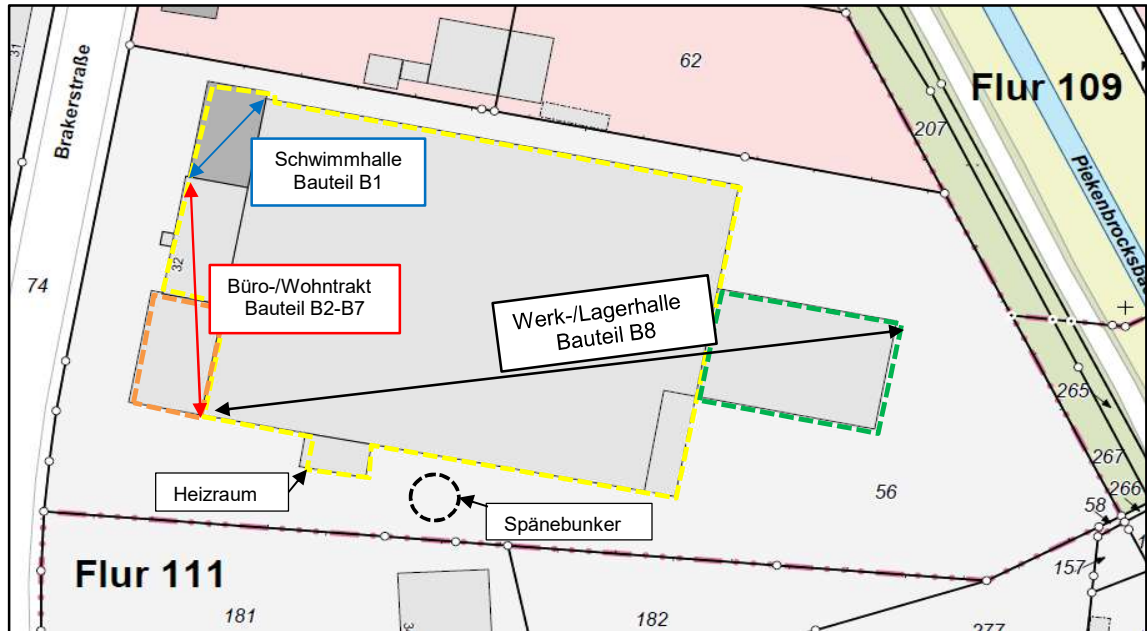 31
Brakerstraße
62
Flur 109
207
Piekenbrocksba
Schwimmhalle
Bauteil B1
32
74
Büro-/Wohntrakt
Bauteil B2-B7
Werk-/Lagerhalle
Bauteil B8
265
267
266
Heizraum
Spänebunker
56
58
157
Flur 111
181
182
277